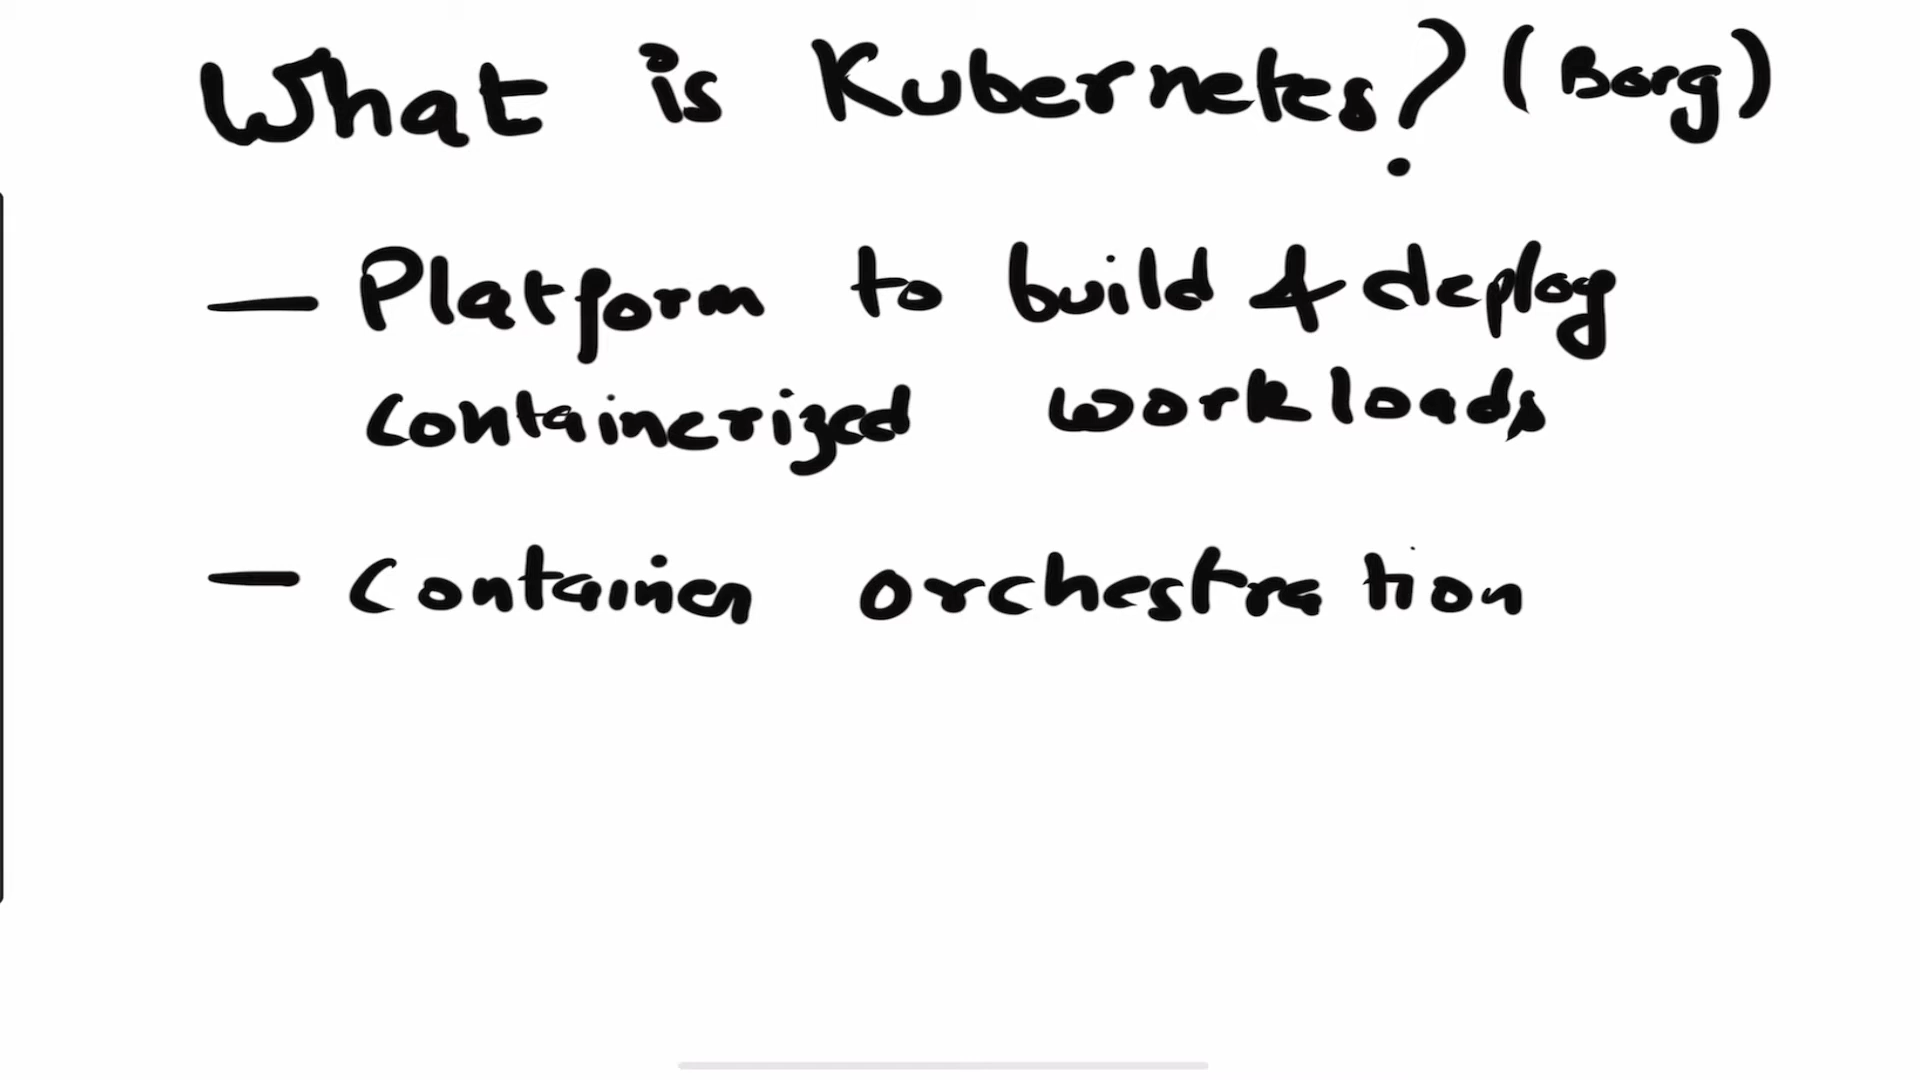 What is Kubernetes? (Borg)
- Platform to build & deploy
containerized workloads
- Container orchestration